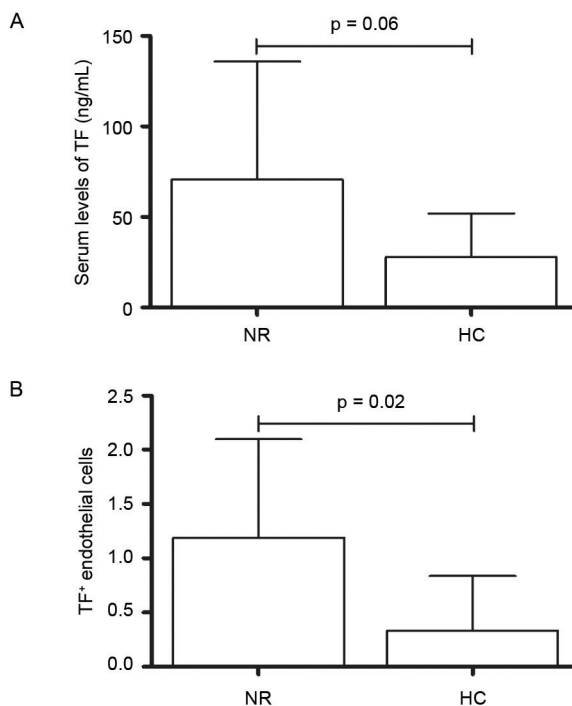 A
p = 0.06
Serum levels of TF (ng/mL)
150
100
50
0
NR HC
B
p = 0.02
TF⁺ endothelial cells
2.5
2.0
1.5
1.0
0.5
0.0
NR HC